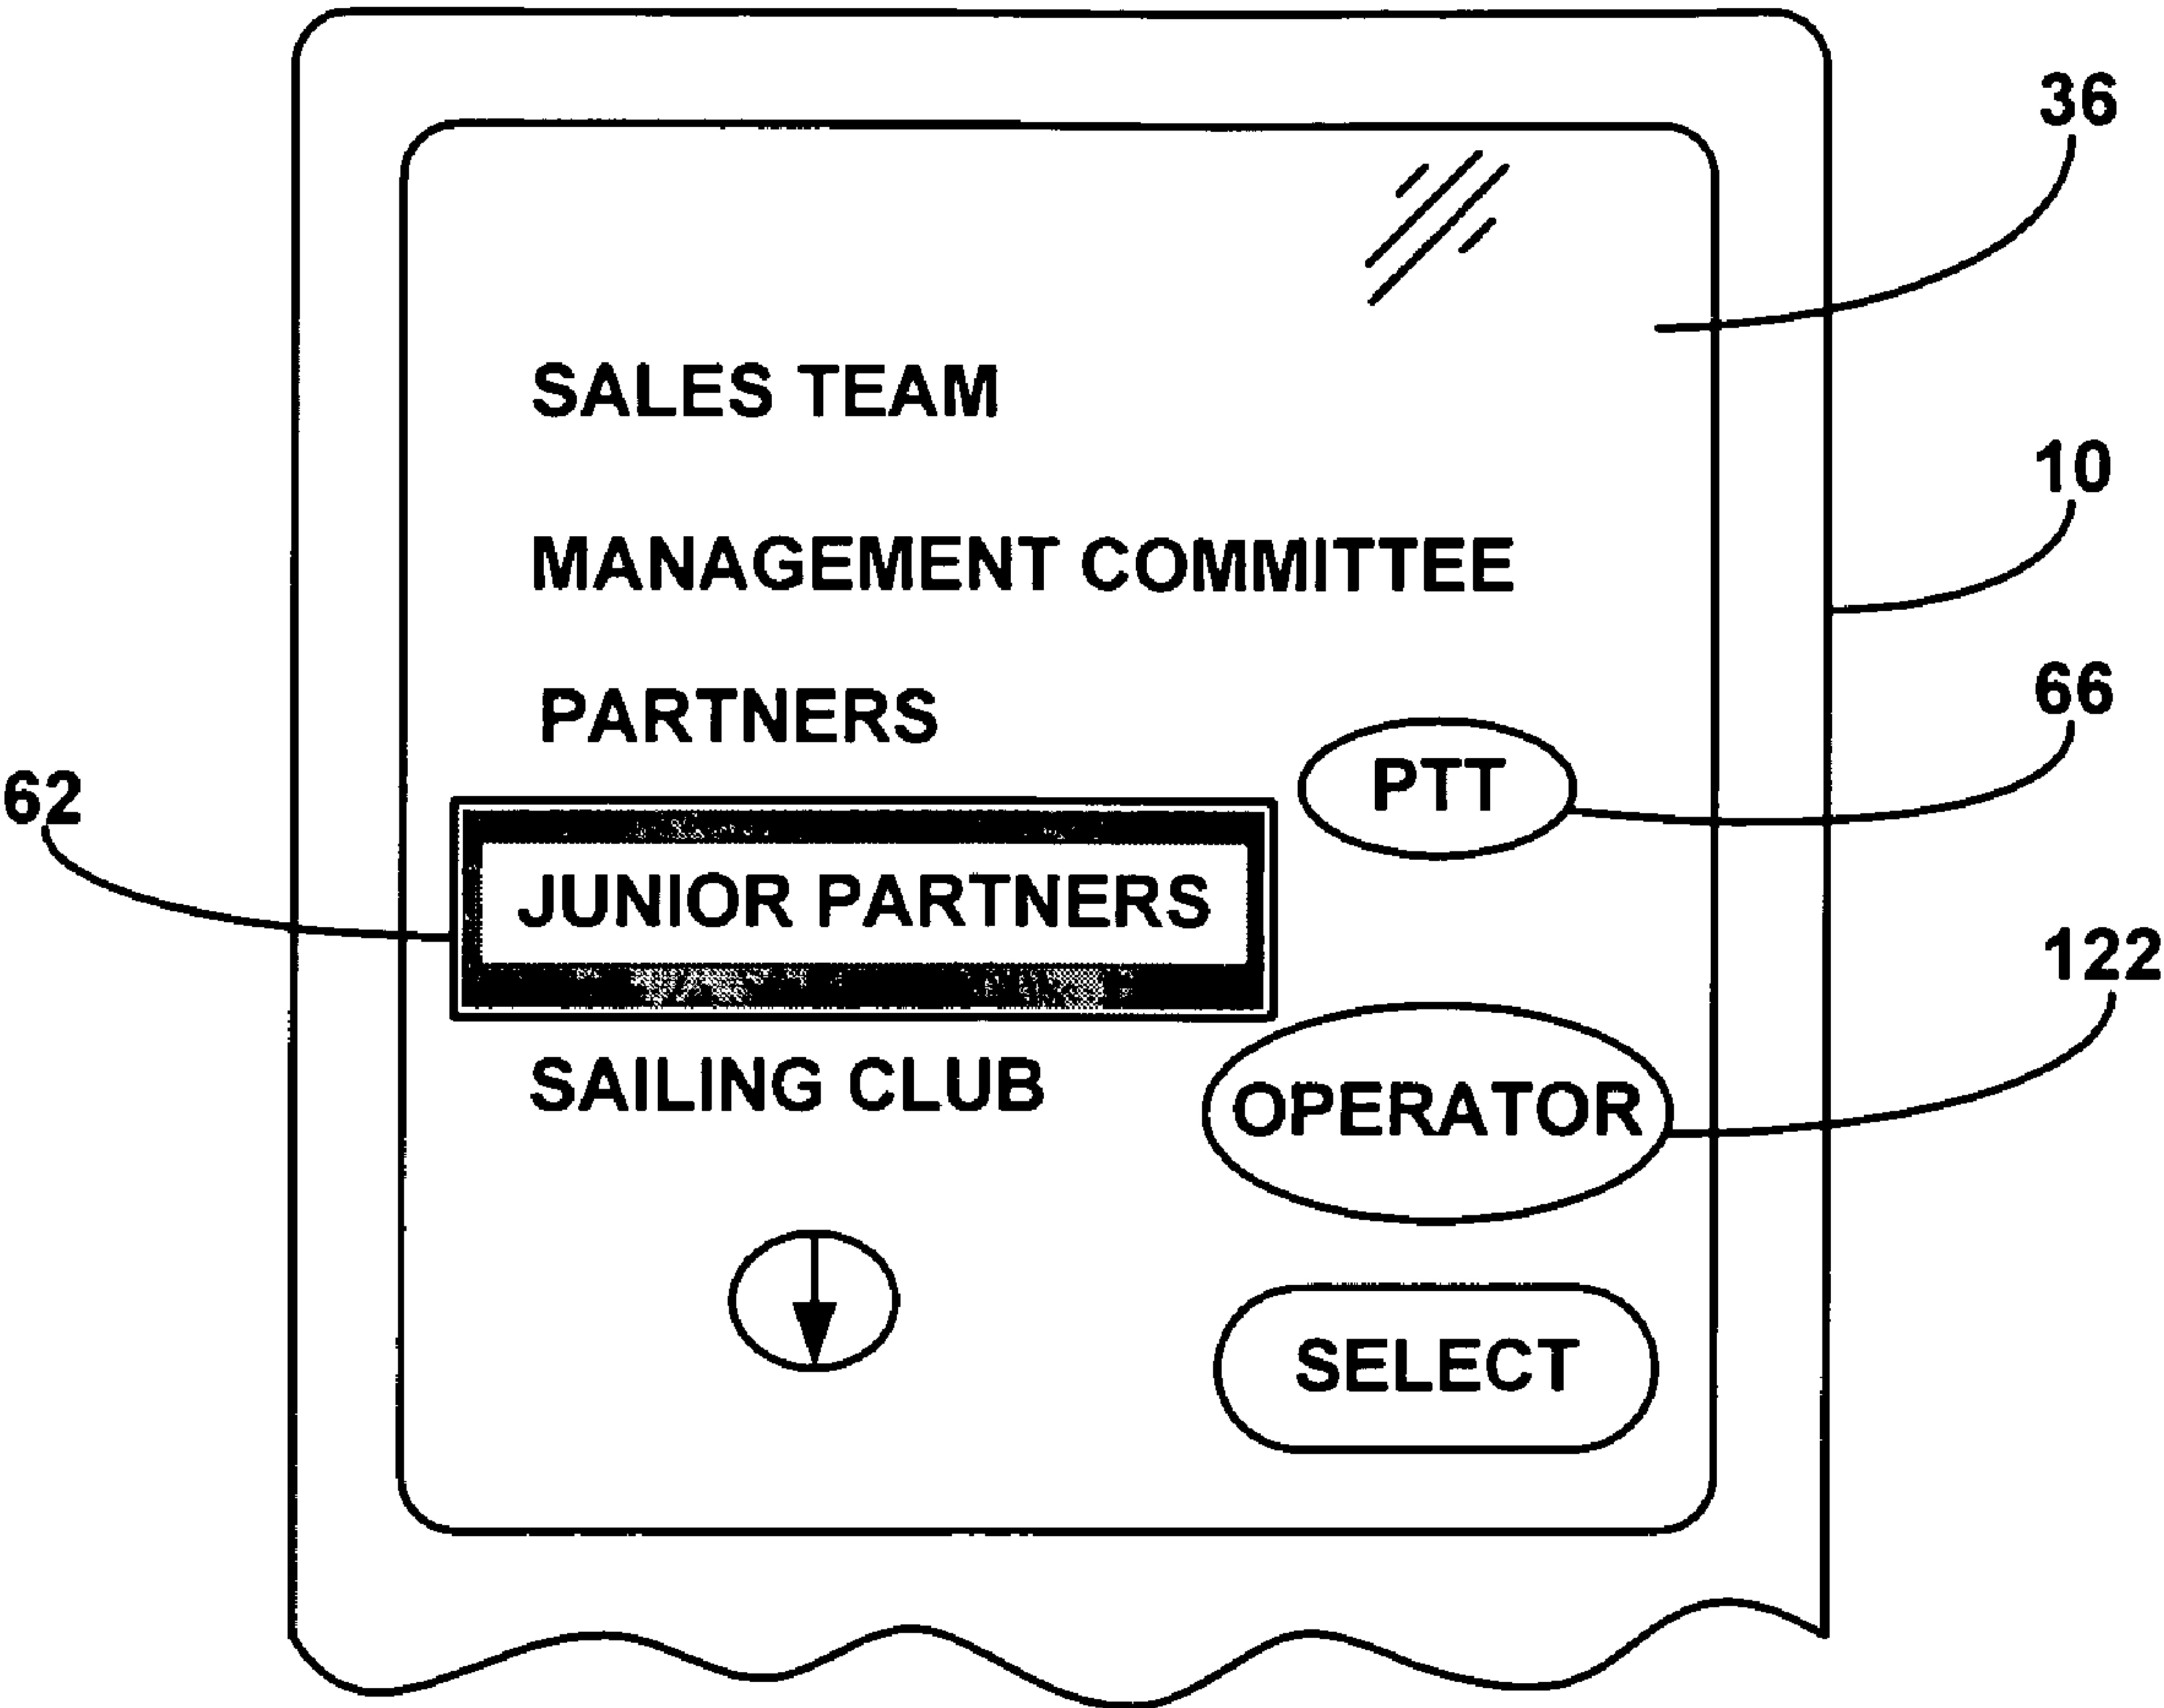 36
SALES TEAM
10
MANAGEMENT COMMITTEE
66
PARTNERS
PTT
62
JUNIOR PARTNERS
122
SAILING CLUB
OPERATOR
SELECT